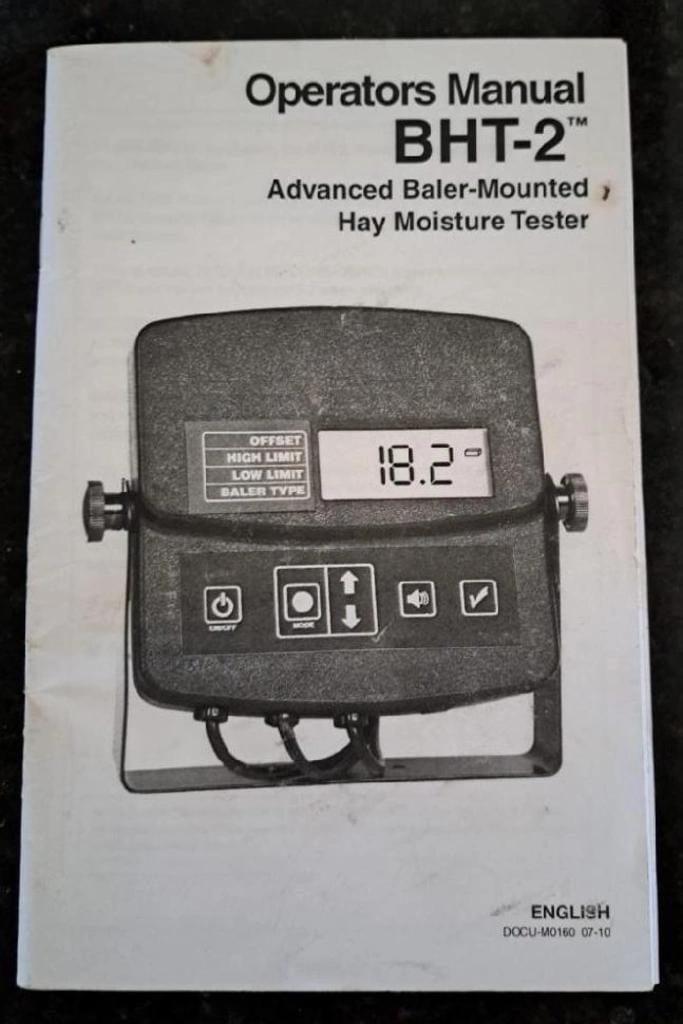 Operators Manual
BHT-2™
Advanced Baler-Mounted
Hay Moisture Tester
OFFSET
HIGH LIMIT
LOW LIMIT
BALER TYPE
18.2
ON/OFF
MODE
ENGLISH
DOCU-M0160 07-10